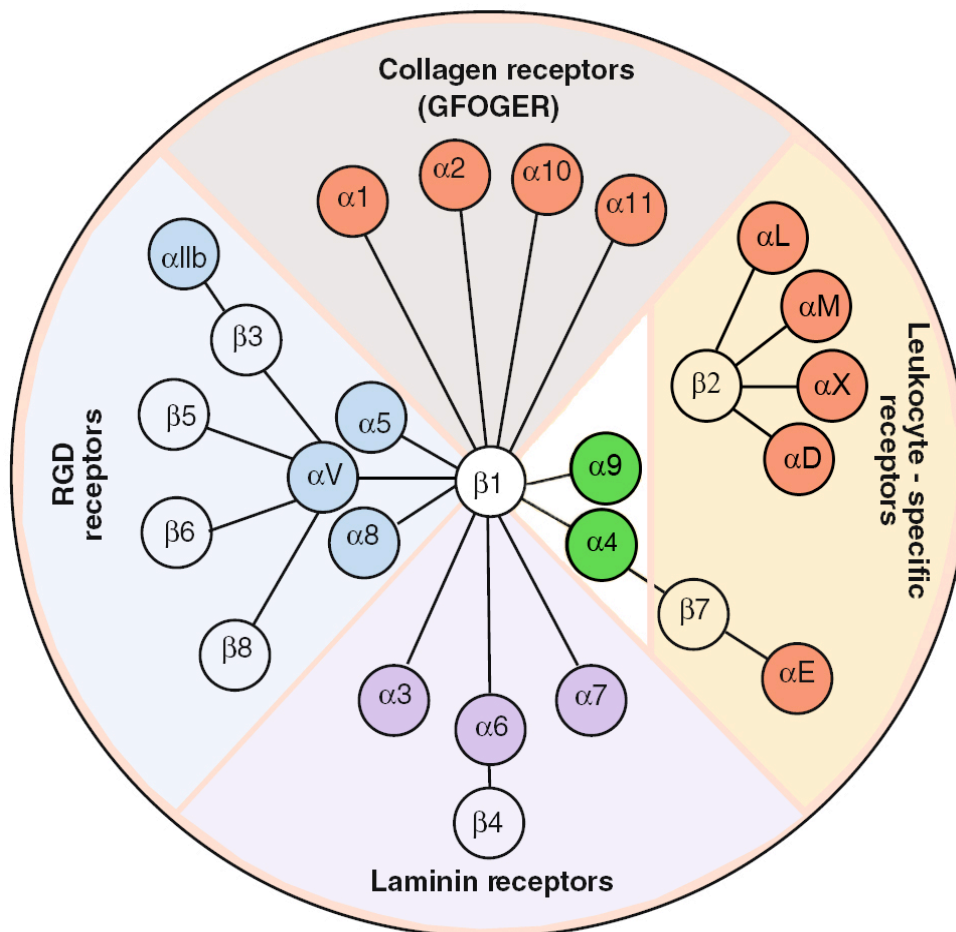 Collagen receptors
(GFOGER)
α1
α2
α10
α11
αIIb
β3
β5
αV
β6
β8
α5
α8
RGD
receptors
β1
α9
α4
αL
αM
β2
αX
αD
β7
αE
Leukocyte - specific
receptors
α3
α6
α7
β4
Laminin receptors